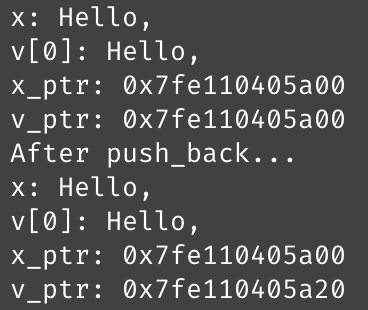 x: Hello,
v[0]: Hello,
x_ptr: 0x7fe110405a00
v_ptr: 0x7fe110405a00
After push_back...
x: Hello,
v[0]: Hello,
x_ptr: 0x7fe110405a00
v_ptr: 0x7fe110405a20